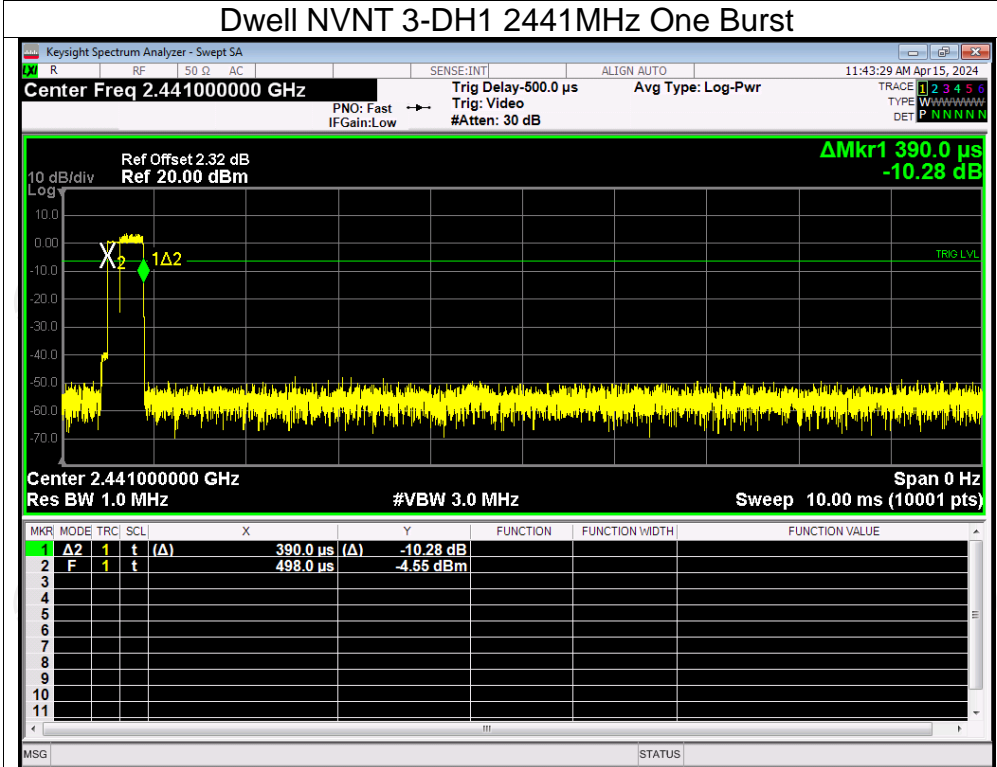 Dwell NVNT 3-DH1 2441MHz One Burst
Keysight Spectrum Analyzer - Swept SA
LXI R RF 50 Ω AC SENSE:INT ALIGN AUTO 11:43:29 AM Apr 15, 2024
Center Freq 2.441000000 GHz
PNO: Fast
IFGain:Low
Trig Delay-500.0 µs
Trig: Video
#Atten: 30 dB
Avg Type: Log-Pwr
TRACE 1 2 3 4 5 6
TYPE W
DET P N N N N N
ΔMkr1 390.0 µs
-10.28 dB
Ref Offset 2.32 dB
10 dB/div Ref 20.00 dBm
Log
10.0
0.00
-10.0
-20.0
-30.0
-40.0
-50.0
-60.0
-70.0
2 1Δ2
TRIG LVL
Center 2.441000000 GHz Span 0 Hz
Res BW 1.0 MHz #VBW 3.0 MHz Sweep 10.00 ms (10001 pts)
MKR MODE TRC SCL X Y FUNCTION FUNCTION WIDTH FUNCTION VALUE
1 Δ2 1 t (Δ) 390.0 µs (Δ) -10.28 dB
2 F 1 t 498.0 µs -4.55 dBm
3
4
5
6
7
8
9
10
11
MSG STATUS